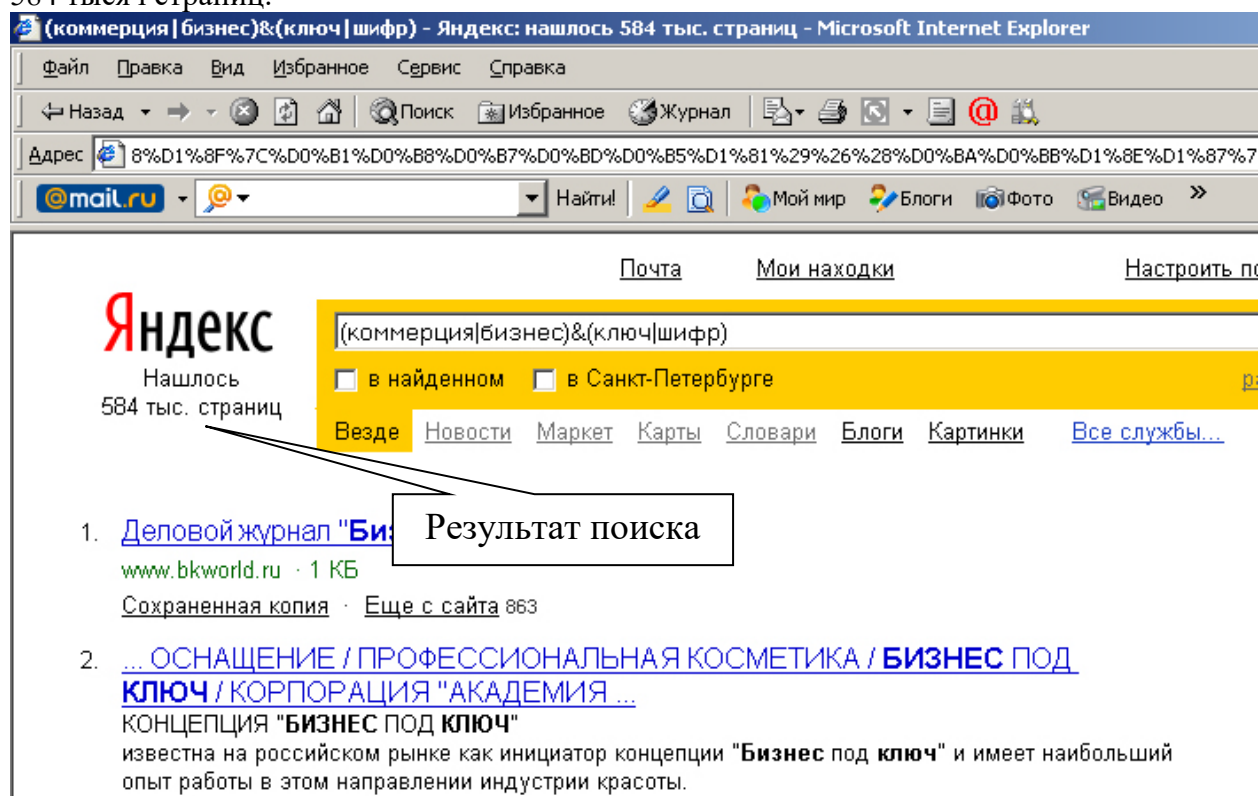 584 тысяч страниц.
(коммерция|бизнес)&(ключ|шифр) - Яндекс: нашлось 584 тыс. страниц - Microsoft Internet Explorer
Файл Правка Вид Избранное Сервис Справка
Назад Поиск Избранное Журнал
Адрес 8%D1%8F%7C%D0%B1%D0%B8%D0%B7%D0%BD%D0%B5%D1%81%29%26%28%D0%BA%D0%BB%D1%8E%D1%87%7
@mail.ru Найти! Мой мир Блоги Фото Видео »
Почта Мои находки Настроить по
Яндекс
(коммерция|бизнес)&(ключ|шифр)
Нашлось
584 тыс. страниц
в найденном в Санкт-Петербурге
Везде Новости Маркет Карты Словари Блоги Картинки Все службы...
Результат поиска
1. Деловой журнал "Биз
www.bkworld.ru · 1 КБ
Сохраненная копия · Еще с сайта 863
2. ... ОСНАЩЕНИЕ / ПРОФЕССИОНАЛЬНАЯ КОСМЕТИКА / БИЗНЕС ПОД
КЛЮЧ / КОРПОРАЦИЯ "АКАДЕМИЯ ...
КОНЦЕПЦИЯ "БИЗНЕС ПОД КЛЮЧ"
известна на российском рынке как инициатор концепции "Бизнес под ключ" и имеет наибольший
опыт работы в этом направлении индустрии красоты.